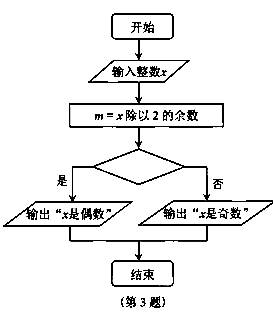 开始
输入整数x
m = x 除以 2 的余数
是
否
输出“x是偶数”
输出“x是奇数”
结束
(第 3 题)